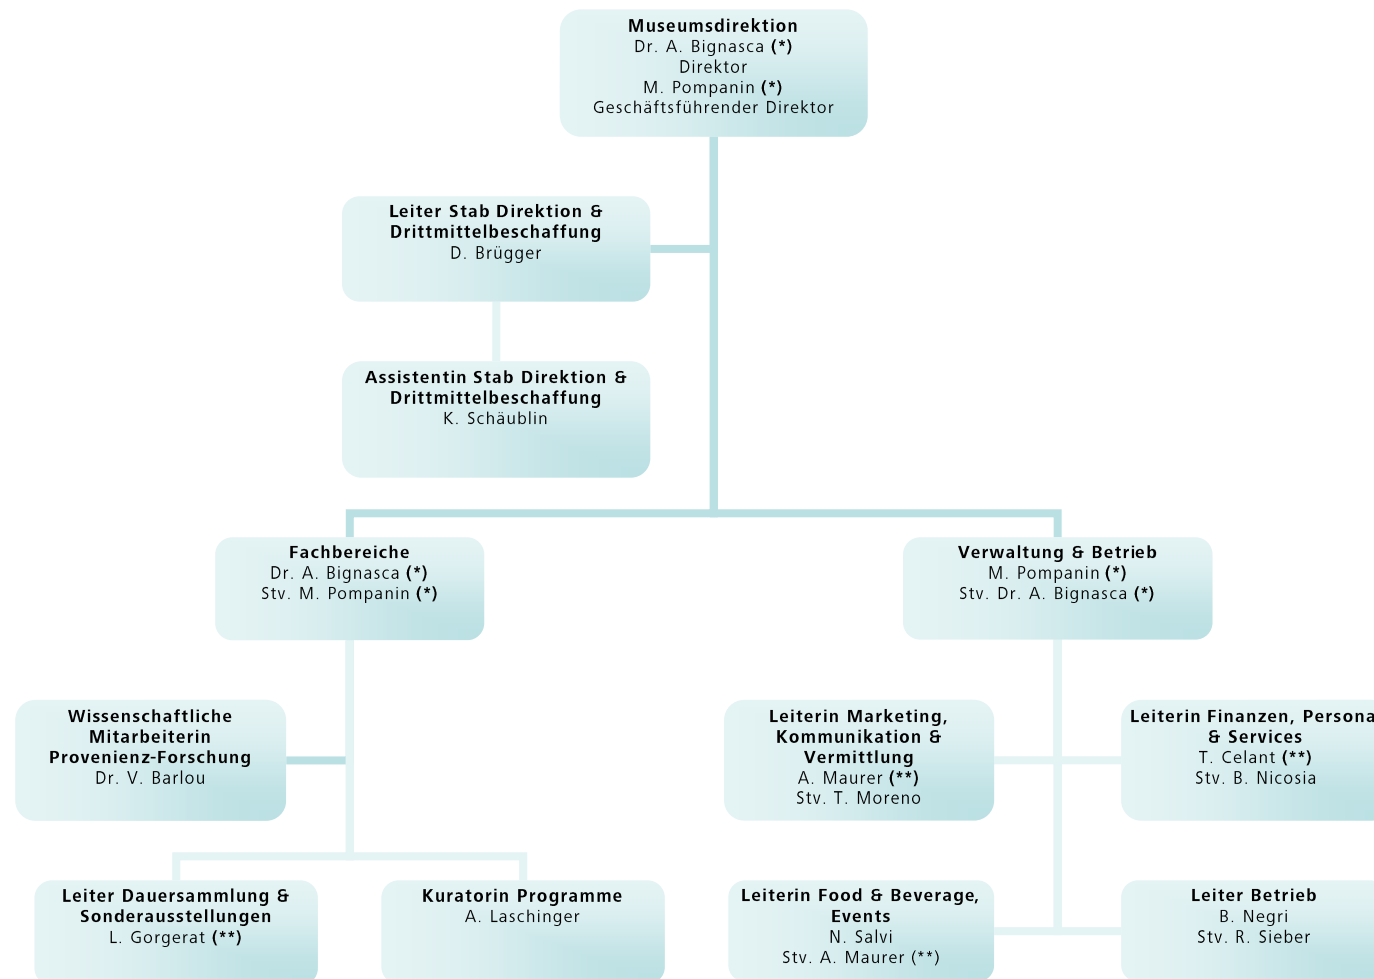 Museumsdirektion
Dr. A. Bignasca (*)
Direktor
M. Pompanin (*)
Geschäftsführender Direktor
Leiter Stab Direktion &
Drittmittelbeschaffung
D. Brügger
Assistentin Stab Direktion &
Drittmittelbeschaffung
K. Schäublin
Fachbereiche
Dr. A. Bignasca (*)
Stv. M. Pompanin (*)
Verwaltung & Betrieb
M. Pompanin (*)
Stv. Dr. A. Bignasca (*)
Wissenschaftliche
Mitarbeiterin
Provenienz-Forschung
Dr. V. Barlou
Leiterin Marketing,
Kommunikation &
Vermittlung
A. Maurer (**)
Stv. T. Moreno
Leiterin Finanzen, Persona
& Services
T. Celant (**)
Stv. B. Nicosia
Leiter Dauersammlung &
Sonderausstellungen
L. Gorgerat (**)
Kuratorin Programme
A. Laschinger
Leiterin Food & Beverage,
Events
N. Salvi
Stv. A. Maurer (**)
Leiter Betrieb
B. Negri
Stv. R. Sieber